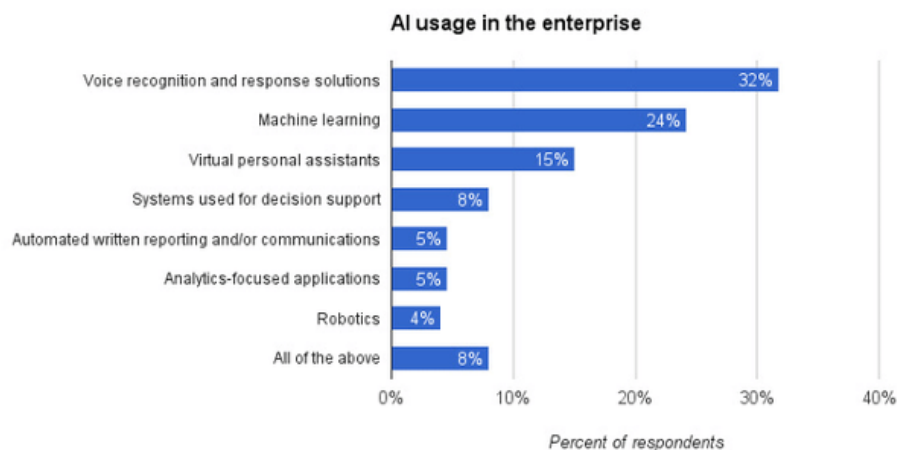 AI usage in the enterprise
Voice recognition and response solutions 32%
Machine learning 24%
Virtual personal assistants 15%
Systems used for decision support 8%
Automated written reporting and/or communications 5%
Analytics-focused applications 5%
Robotics 4%
All of the above 8%
0% 10% 20% 30% 40%
Percent of respondents